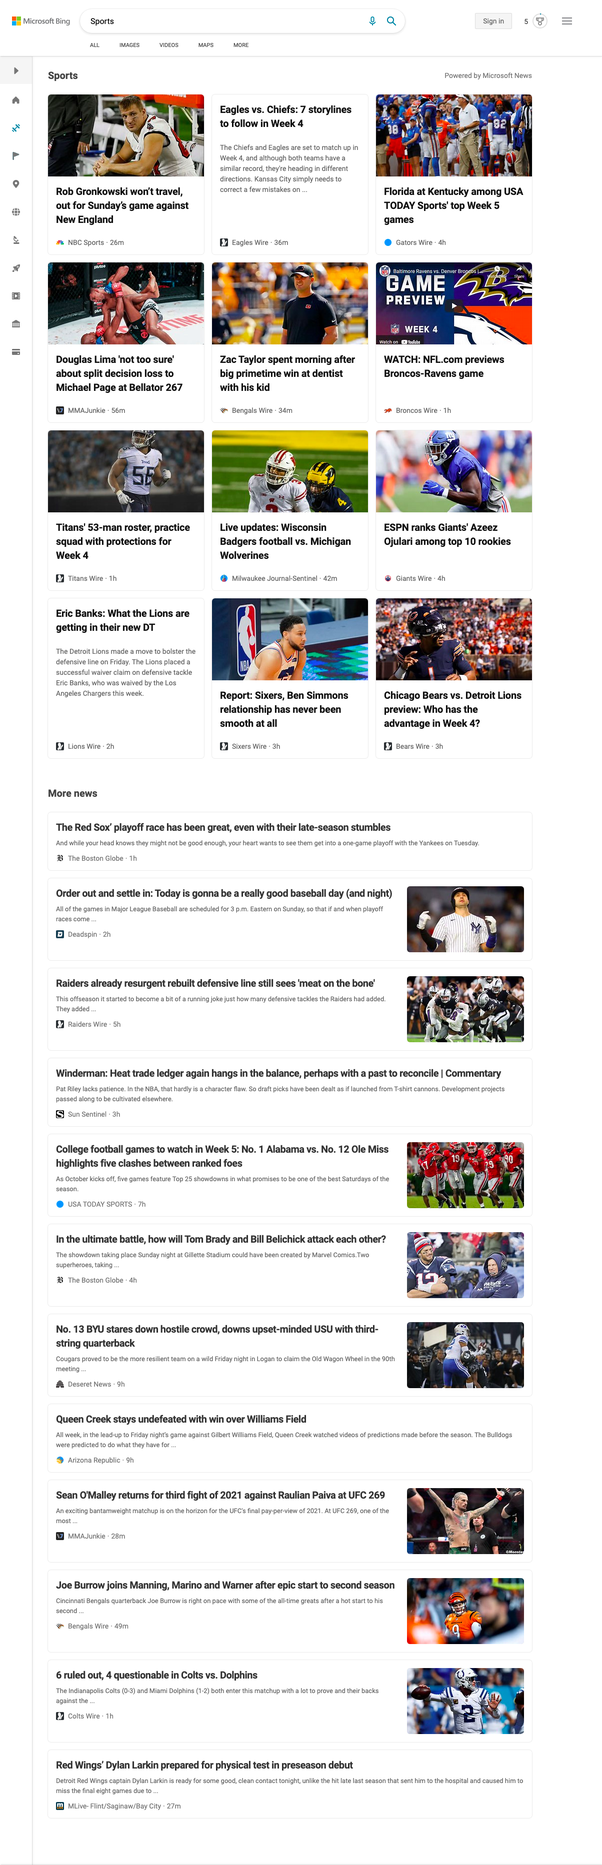 Microsoft Bing
Sports
Sign in
5
ALL IMAGES VIDEOS MAPS MORE
Sports
Powered by Microsoft News
Rob Gronkowski won't travel,
out for Sunday's game against
New England
NBC Sports · 26m
Eagles vs. Chiefs: 7 storylines
to follow in Week 4
The Chiefs and Eagles are set to match up in
Week 4, and although both teams have a
similar record, they're heading in different
directions. Kansas City simply needs to
correct a few mistakes on ...
Eagles Wire · 36m
Florida at Kentucky among USA
TODAY Sports' top Week 5
games
Gators Wire · 4h
Douglas Lima 'not too sure'
about split decision loss to
Michael Page at Bellator 267
MMAJunkie · 56m
Zac Taylor spent morning after
big primetime win at dentist
with his kid
Bengals Wire · 34m
Baltimore Ravens vs. Denver Broncos
GAME
PREVIEW
WEEK 4
Watch on YouTube
WATCH: NFL.com previews
Broncos-Ravens game
Broncos Wire · 1h
Titans' 53-man roster, practice
squad with protections for
Week 4
Titans Wire · 1h
Live updates: Wisconsin
Badgers football vs. Michigan
Wolverines
Milwaukee Journal-Sentinel · 42m
ESPN ranks Giants' Azeez
Ojulari among top 10 rookies
Giants Wire · 4h
Eric Banks: What the Lions are
getting in their new DT
The Detroit Lions made a move to bolster the
defensive line on Friday. The Lions placed a
successful waiver claim on defensive tackle
Eric Banks, who was waived by the Los
Angeles Chargers this week.
Lions Wire · 2h
NBA
Report: Sixers, Ben Simmons
relationship has never been
smooth at all
Sixers Wire · 3h
Chicago Bears vs. Detroit Lions
preview: Who has the
advantage in Week 4?
Bears Wire · 3h
More news
The Red Sox' playoff race has been great, even with their late-season stumbles
And while your head knows they might not be good enough, your heart wants to see them get into a one-game playoff with the Yankees on Tuesday.
The Boston Globe · 1h
Order out and settle in: Today is gonna be a really good baseball day (and night)
All of the games in Major League Baseball are scheduled for 3 p.m. Eastern on Sunday, so that if and when playoff
races come ...
Deadspin · 2h
Raiders already resurgent rebuilt defensive line still sees 'meat on the bone'
This offseason it started to become a bit of a running joke just how many defensive tackles the Raiders had added.
They added ...
Raiders Wire · 5h
Winderman: Heat trade ledger again hangs in the balance, perhaps with a past to reconcile | Commentary
Pat Riley lacks patience. In the NBA, that hardly is a character flaw. So draft picks have been dealt as if launched from T-shirt cannons. Development projects
passed along to be cultivated elsewhere.
Sun Sentinel · 3h
College football games to watch in Week 5: No. 1 Alabama vs. No. 12 Ole Miss
highlights five clashes between ranked foes
As October kicks off, five games feature Top 25 showdowns in what promises to be one of the best Saturdays of the
season.
USA TODAY SPORTS · 7h
In the ultimate battle, how will Tom Brady and Bill Belichick attack each other?
The showdown taking place Sunday night at Gillette Stadium could have been created by Marvel Comics.Two
superheroes, taking ...
The Boston Globe · 4h
No. 13 BYU stares down hostile crowd, downs upset-minded USU with third-
string quarterback
Cougars proved to be the more resilient team on a wild Friday night in Logan to claim the Old Wagon Wheel in the 90th
meeting ...
Deseret News · 9h
Queen Creek stays undefeated with win over Williams Field
All week, in the lead-up to Friday night's game against Gilbert Williams Field, Queen Creek watched videos of predictions made before the season. The Bulldogs
were predicted to do what they have for ...
Arizona Republic · 9h
Sean O'Malley returns for third fight of 2021 against Raulian Paiva at UFC 269
An exciting bantamweight matchup is on the horizon for the UFC's final pay-per-view of 2021. At UFC 269, one of the
most ...
MMAJunkie · 28m
Joe Burrow joins Manning, Marino and Warner after epic start to second season
Cincinnati Bengals quarterback Joe Burrow is right on pace with some of the all-time greats after a hot start to his
second ...
Bengals Wire · 49m
6 ruled out, 4 questionable in Colts vs. Dolphins
The Indianapolis Colts (0-3) and Miami Dolphins (1-2) both enter this matchup with a lot to prove and their backs
against the ...
Colts Wire · 1h
Red Wings' Dylan Larkin prepared for physical test in preseason debut
Detroit Red Wings captain Dylan Larkin is ready for some good, clean contact tonight, unlike the hit late last season that sent him to the hospital and caused him to
miss the final eight games due to ...
MLive- Flint/Saginaw/Bay City · 27m